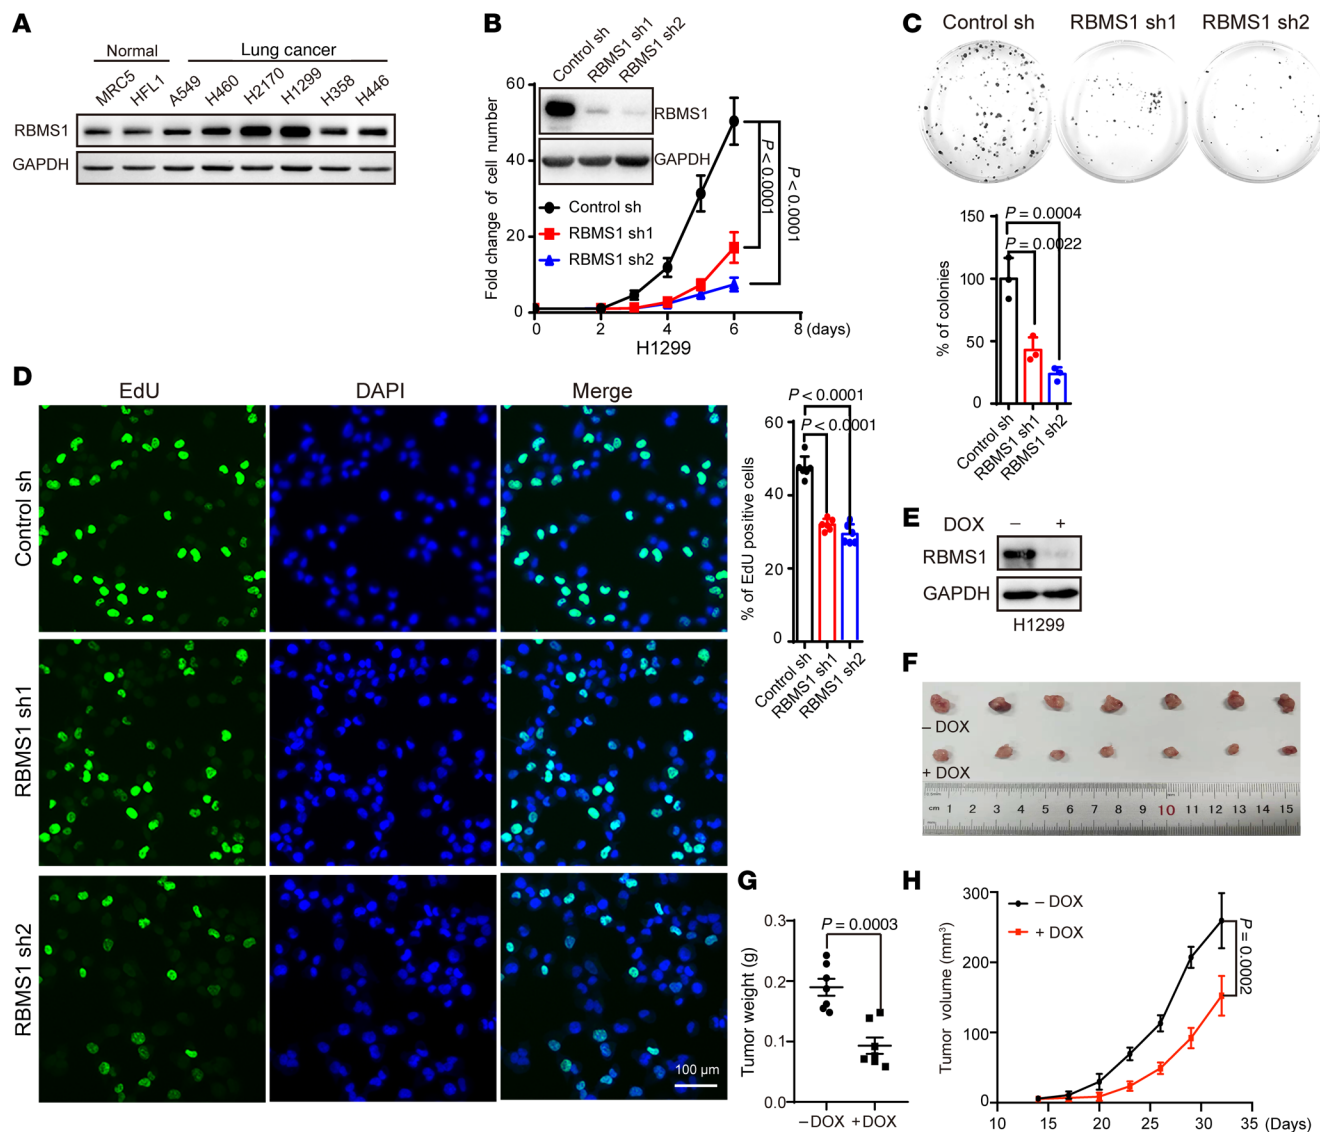 A
Normal
Lung cancer
MRC5
HFL1
A549
H460
H2170
H1299
H358
H446
RBMS1
GAPDH
B
Control sh
RBMS1 sh1
RBMS1 sh2
RBMS1
GAPDH
Fold change of cell number
60
40
20
0
Control sh
RBMS1 sh1
RBMS1 sh2
P < 0.0001
P < 0.0001
0 2 4 6 8 (days)
H1299
C
Control sh
RBMS1 sh1
RBMS1 sh2
% of colonies
150
100
50
0
P = 0.0004
P = 0.0022
Control sh
RBMS1 sh1
RBMS1 sh2
D
EdU
DAPI
Merge
Control sh
RBMS1 sh1
RBMS1 sh2
100 µm
% of EdU positive cells
60
40
20
0
P < 0.0001
P < 0.0001
Control sh
RBMS1 sh1
RBMS1 sh2
E
DOX – +
RBMS1
GAPDH
H1299
F
– DOX
+ DOX
cm 1 2 3 4 5 6 7 8 9 10 11 12 13 14 15
G
Tumor weight (g)
0.3
0.2
0.1
0.0
P = 0.0003
–DOX +DOX
H
Tumor volume (mm³)
300
200
100
0
– DOX
+ DOX
P = 0.0002
10 15 20 25 30 35 (Days)